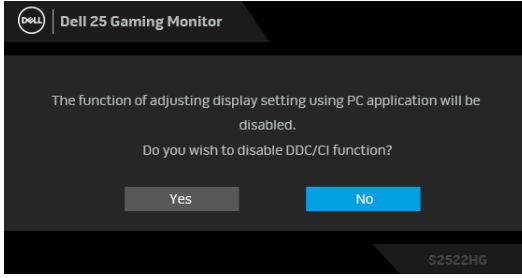 DELL
Dell 25 Gaming Monitor
The function of adjusting display setting using PC application will be
disabled.
Do you wish to disable DDC/CI function?
Yes
No
S2522HG